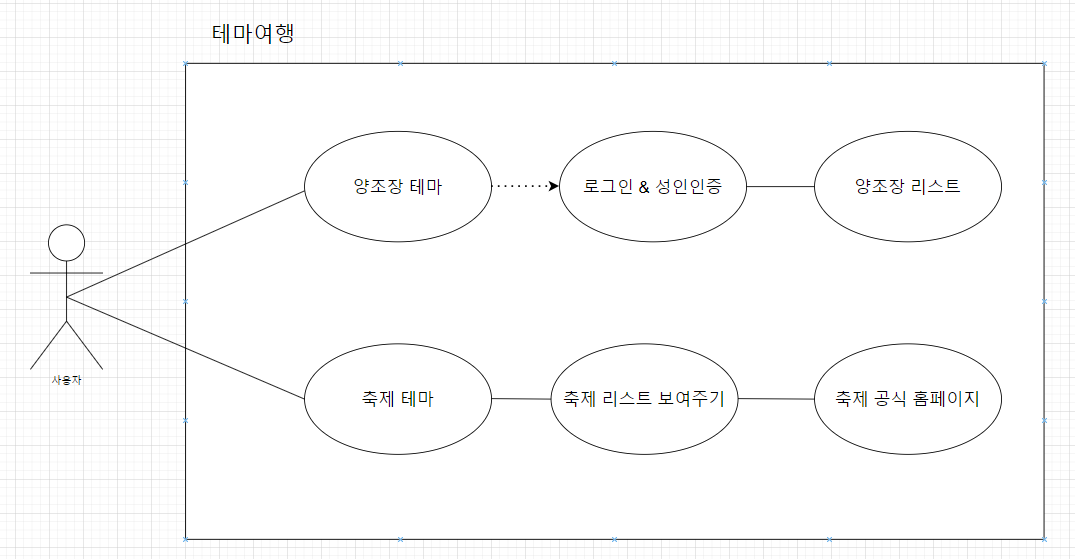 테마여행
양조장 테마
로그인 & 성인인증
양조장 리스트
사용자
축제 테마
축제 리스트 보여주기
축제 공식 홈페이지